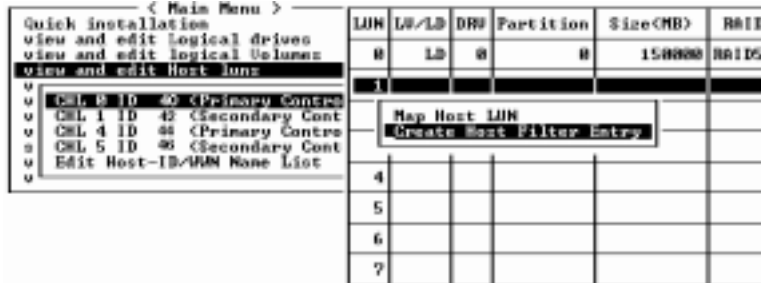 < Main Menu >
Quick installation
view and edit Logical drives
view and edit logical Volumes
view and edit Host luns
v
v CHL 0 ID 40 <Primary Contro
v CHL 1 ID 42 <Secondary Cont
v CHL 4 ID 44 <Primary Contro
s CHL 5 ID 46 <Secondary Cont
v Edit Host-ID/WWN Name List
v
LUN LV/LD DRV Partition Size(MB) RAID
0 LD 0 0 150000 RAID5
1
Map Host LUN
Create Host Filter Entry
4
5
6
7